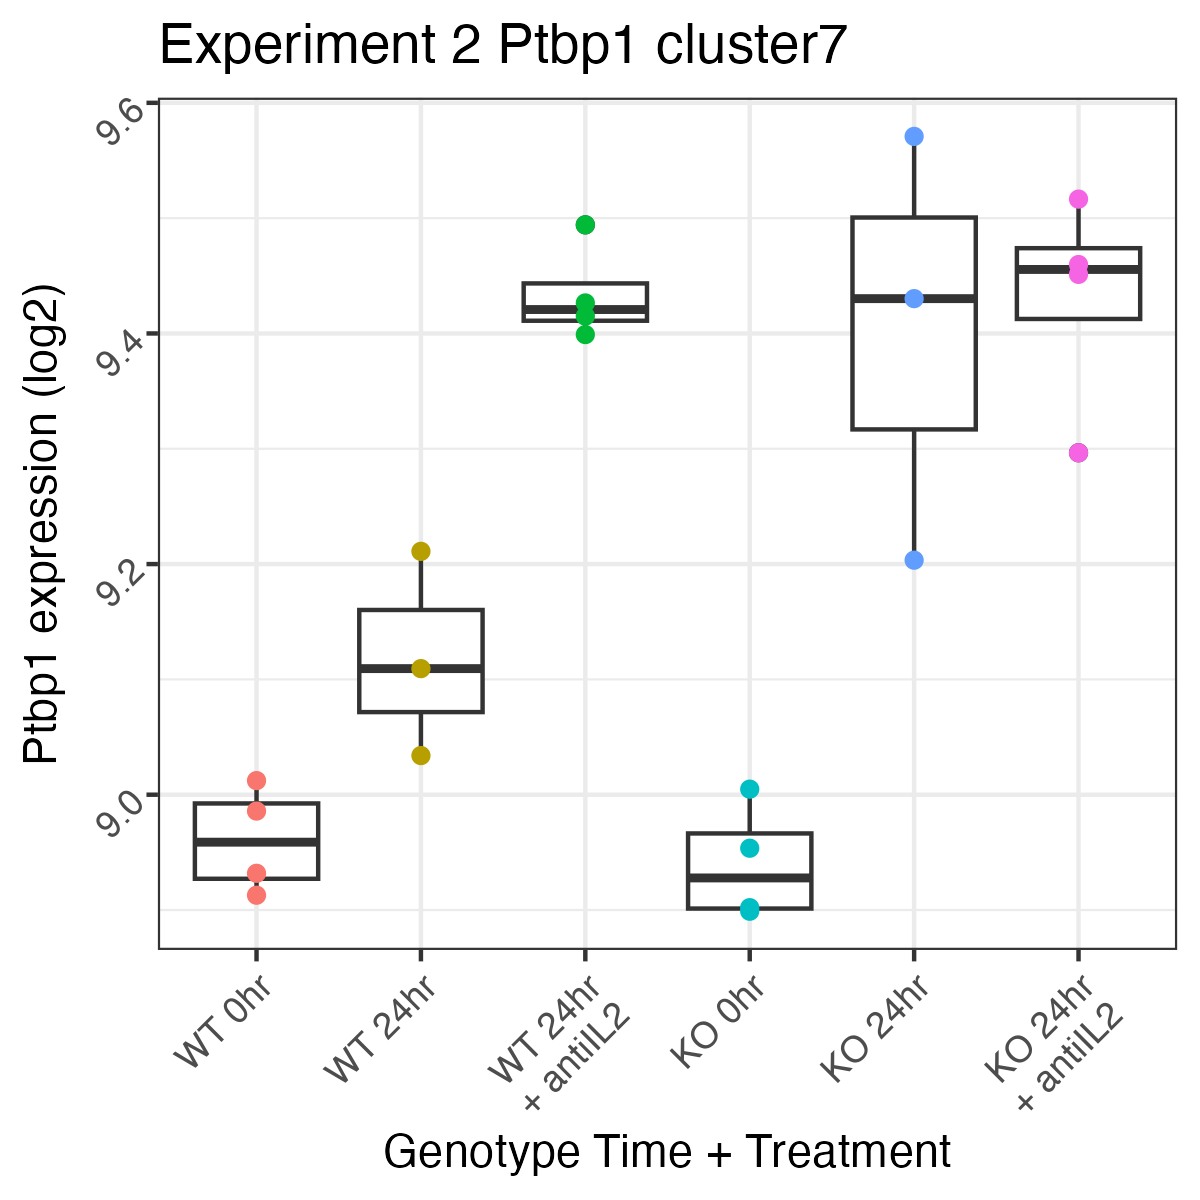 Experiment 2 Ptbp1 cluster7
Ptbp1 expression (log2)
9.6
9.4
9.2
9.0
WT 0hr
WT 24hr
WT 24hr
+ antiIL2
KO 0hr
KO 24hr
KO 24hr
+ antiIL2
Genotype Time + Treatment